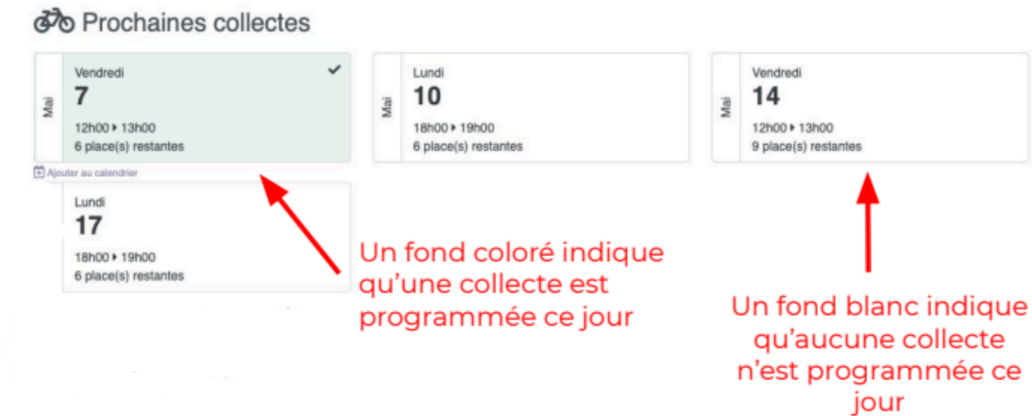 Prochaines collectes
Mai
Vendredi
7
12h00 ▸ 13h00
6 place(s) restantes
Ajouter au calendrier
Mai
Lundi
10
18h00 ▸ 19h00
6 place(s) restantes
Mai
Vendredi
14
12h00 ▸ 13h00
9 place(s) restantes
Lundi
17
18h00 ▸ 19h00
6 place(s) restantes
Un fond coloré indique
qu'une collecte est
programmée ce jour
Un fond blanc indique
qu'aucune collecte
n'est programmée ce
jour